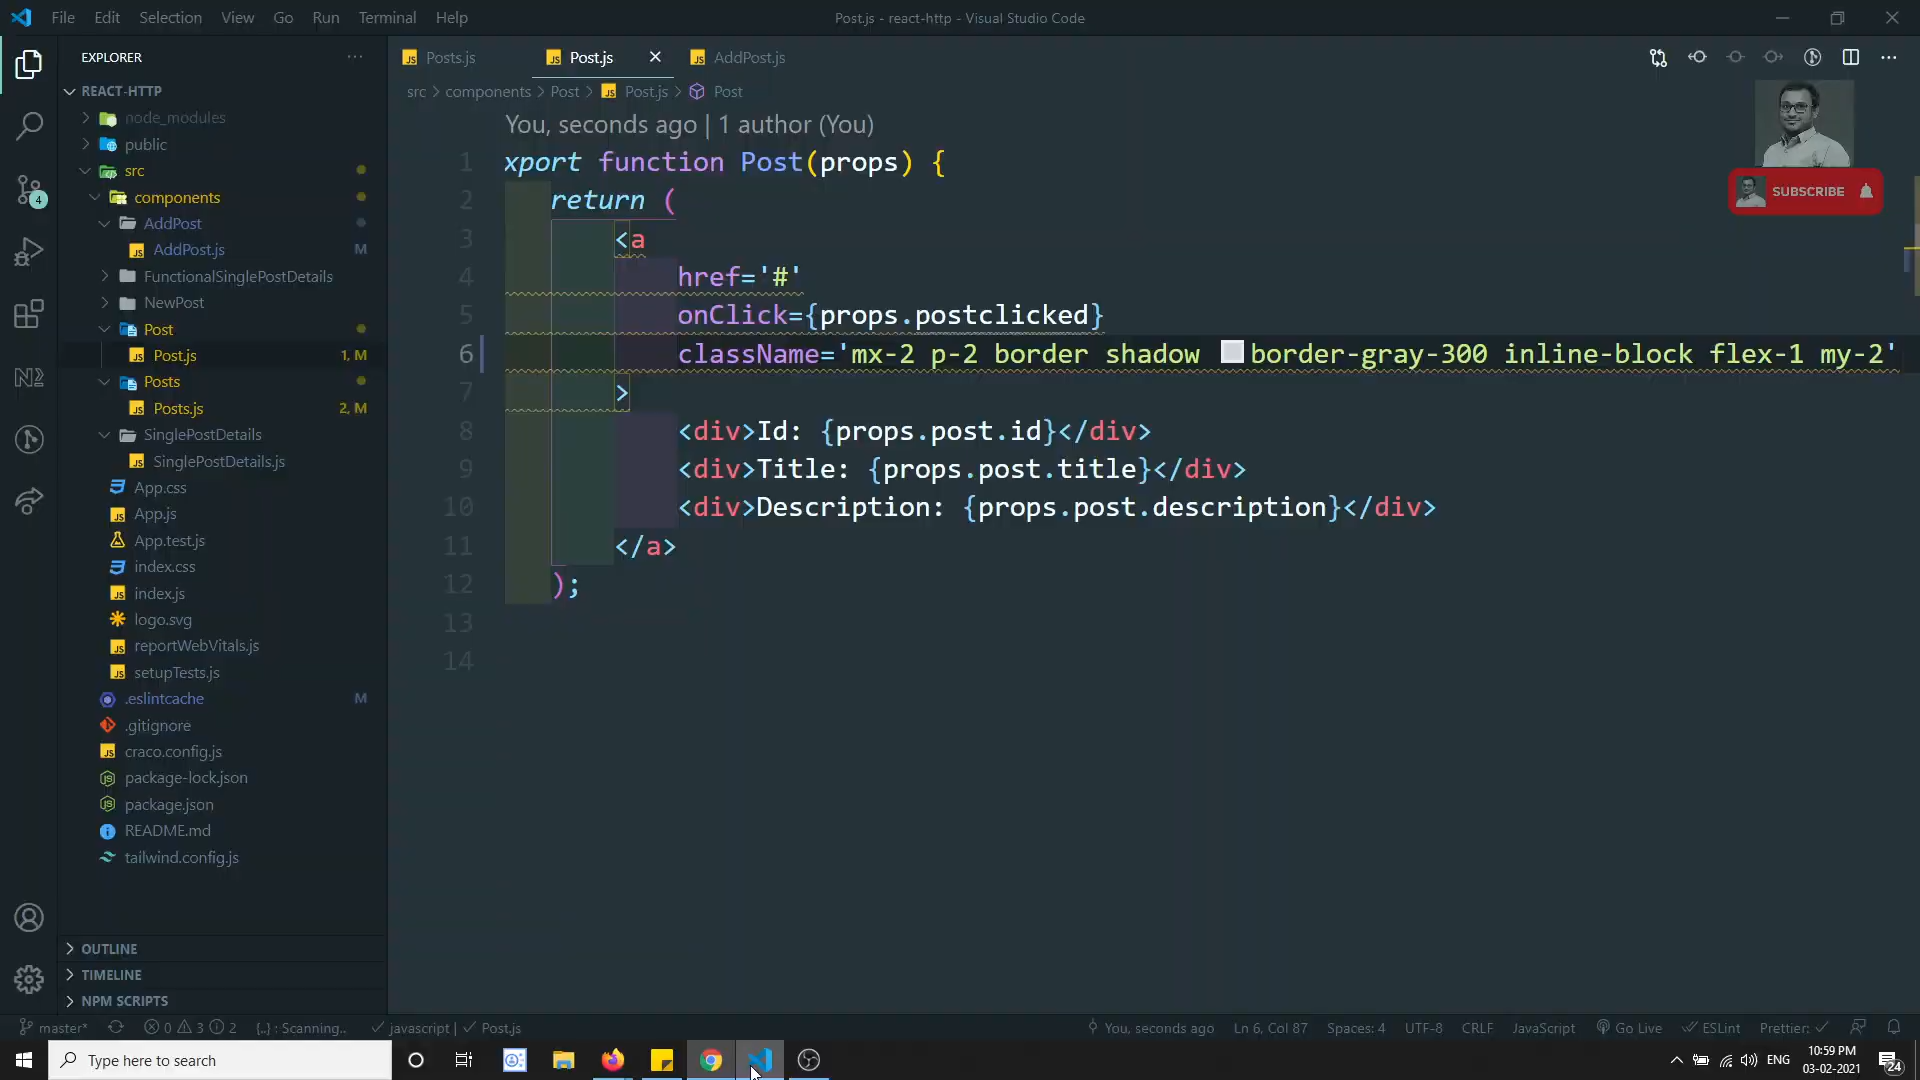 File Edit Selection View Go Run Terminal Help
Post.js - react-http - Visual Studio Code
EXPLORER
REACT-HTTP
node_modules
public
src
components
AddPost
AddPost.js M
FunctionalSinglePostDetails
NewPost
Post
Post.js 1, M
Posts
Posts.js 2, M
SinglePostDetails
SinglePostDetails.js
App.css
App.js
App.test.js
index.css
index.js
logo.svg
reportWebVitals.js
setupTests.js
.eslintcache M
.gitignore
craco.config.js
package-lock.json
package.json
README.md
tailwind.config.js
OUTLINE
TIMELINE
NPM SCRIPTS
4
Posts.js Post.js AddPost.js
src > components > Post > Post.js > Post
You, seconds ago | 1 author (You)
1 xport function Post(props) {
2 return (
3 <a
4 href='#'
5 onClick={props.postclicked}
6 className='mx-2 p-2 border shadow border-gray-300 inline-block flex-1 my-2'
7 >
8 <div>Id: {props.post.id}</div>
9 <div>Title: {props.post.title}</div>
10 <div>Description: {props.post.description}</div>
11 </a>
12 );
13
14
SUBSCRIBE
master* 0 3 2 {..} : Scanning.. javascript | Post.js
You, seconds ago Ln 6, Col 87 Spaces: 4 UTF-8 CRLF JavaScript Go Live ESLint Prettier:
Type here to search
ENG
10:59 PM
03-02-2021
24